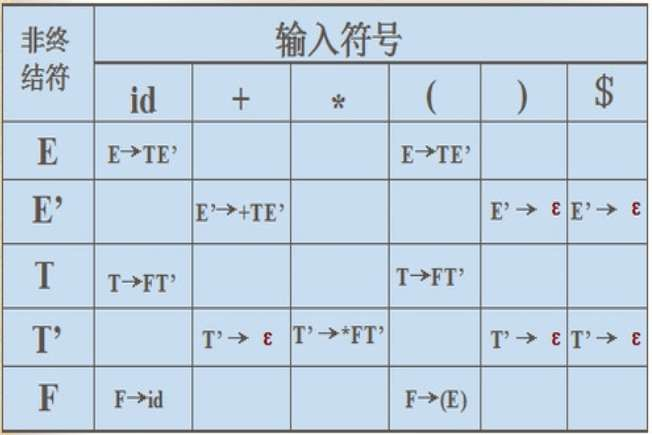 非终结符 输入符号
id + * ( ) $
E E→TE’ E→TE’
E’ E’→+TE’ E’→ ε E’→ ε
T T→FT’ T→FT’
T’ T’→ ε T’→*FT’ T’→ ε T’→ ε
F F→id F→(E)